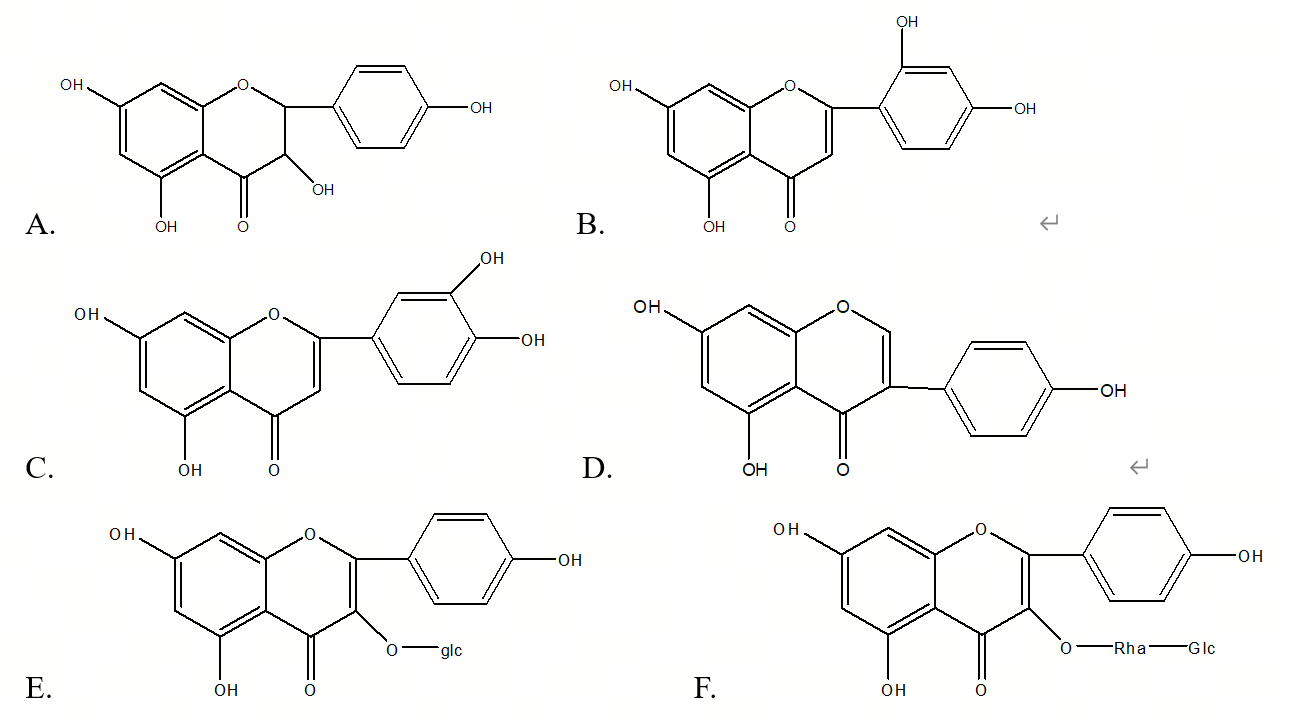 OH O OH OH OH O
A.
OH OH O OH OH O
B. ↵
OH O OH OH OH O
C.
OH O OH OH O
D. ↵
OH O OH O glc OH O
E.
OH O OH O Rha Glc OH O
F.